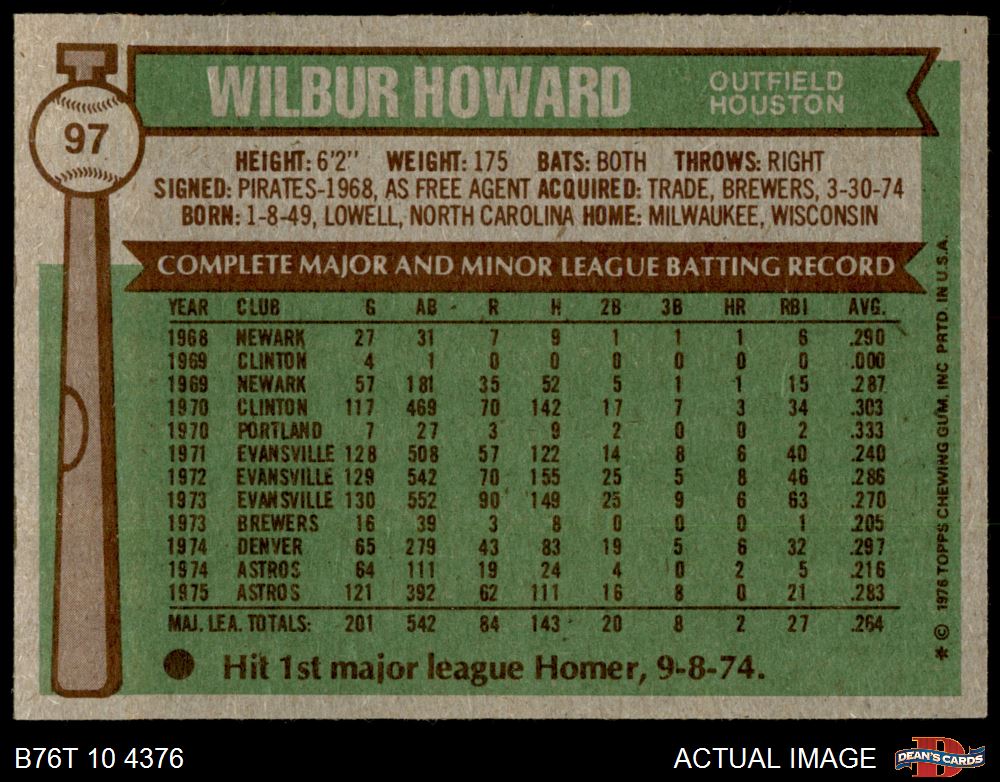 WILBUR HOWARD
OUTFIELD
HOUSTON
97
HEIGHT: 6'2" WEIGHT: 175 BATS: BOTH THROWS: RIGHT
SIGNED: PIRATES-1968, AS FREE AGENT ACQUIRED: TRADE, BREWERS, 3-30-74
BORN: 1-8-49, LOWELL, NORTH CAROLINA HOME: MILWAUKEE, WISCONSIN
COMPLETE MAJOR AND MINOR LEAGUE BATTING RECORD
YEAR CLUB G AB R H 2B 3B HR RBI AVG.
1968 NEWARK 27 31 7 9 1 1 1 6 .290
1969 CLINTON 4 1 0 0 0 0 0 0 .000
1969 NEWARK 57 181 35 52 5 1 1 15 .287
1970 CLINTON 117 469 70 142 17 7 3 34 .303
1970 PORTLAND 7 27 3 9 2 0 0 2 .333
1971 EVANSVILLE 128 508 57 122 14 8 6 40 .240
1972 EVANSVILLE 129 542 70 155 25 5 8 46 .286
1973 EVANSVILLE 130 552 90 149 25 9 6 63 .270
1973 BREWERS 16 39 3 8 0 0 0 1 .205
1974 DENVER 65 279 43 83 19 5 6 32 .297
1974 ASTROS 64 111 19 24 4 0 2 5 .216
1975 ASTROS 121 392 62 111 16 8 0 21 .283
MAJ. LEA. TOTALS: 201 542 84 143 20 8 2 27 .264
Hit 1st major league Homer, 9-8-74.
* © 1976 TOPPS CHEWING GUM, INC PRTD. IN U.S.A.
B76T 10 4376
ACTUAL IMAGE
D
DEAN'S CARDS